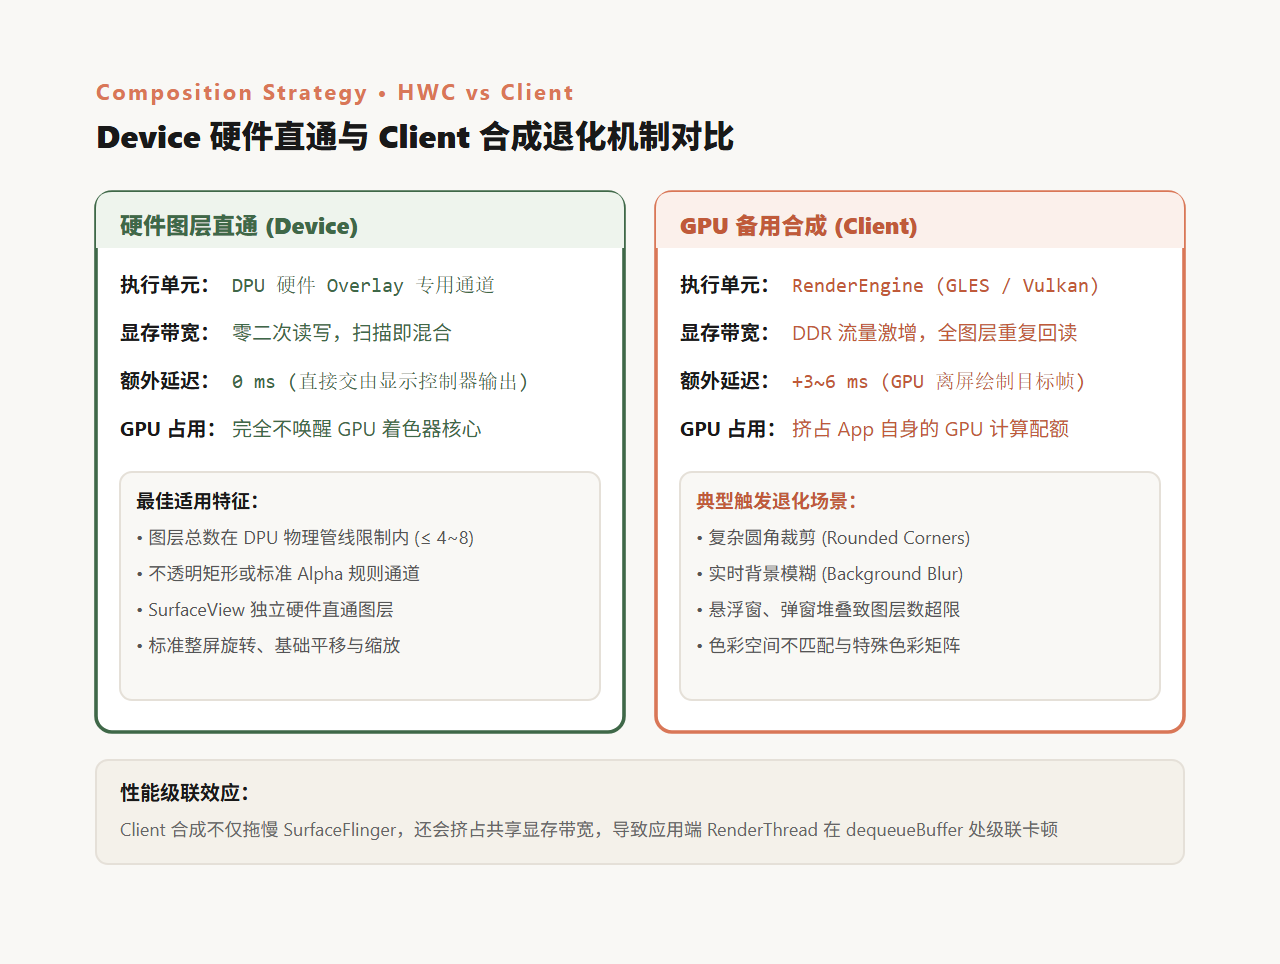 Composition Strategy • HWC vs Client
Device 硬件直通与 Client 合成退化机制对比
硬件图层直通 (Device)
执行单元： DPU 硬件 Overlay 专用通道
显存带宽： 零二次读写，扫描即混合
额外延迟： 0 ms (直接交由显示控制器输出)
GPU 占用： 完全不唤醒 GPU 着色器核心
最佳适用特征：
• 图层总数在 DPU 物理管线限制内 (≤ 4~8)
• 不透明矩形或标准 Alpha 规则通道
• SurfaceView 独立硬件直通图层
• 标准整屏旋转、基础平移与缩放
GPU 备用合成 (Client)
执行单元： RenderEngine (GLES / Vulkan)
显存带宽： DDR 流量激增，全图层重复回读
额外延迟： +3~6 ms (GPU 离屏绘制目标帧)
GPU 占用： 挤占 App 自身的 GPU 计算配额
典型触发退化场景：
• 复杂圆角裁剪 (Rounded Corners)
• 实时背景模糊 (Background Blur)
• 悬浮窗、弹窗堆叠致图层数超限
• 色彩空间不匹配与特殊色彩矩阵
性能级联效应：
Client 合成不仅拖慢 SurfaceFlinger，还会挤占共享显存带宽，导致应用端 RenderThread 在 dequeueBuffer 处级联卡顿